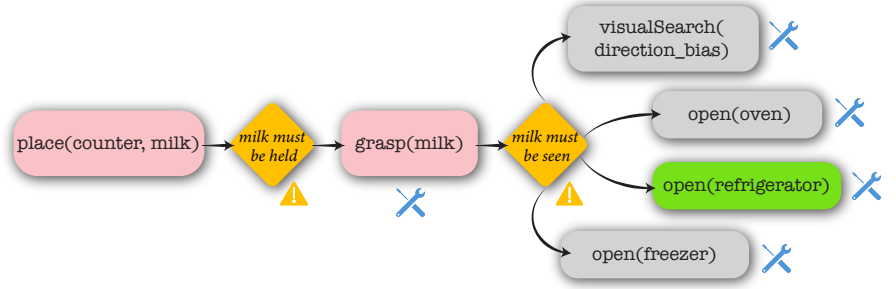 place(counter, milk)
milk must
be held
grasp(milk)
milk must
be seen
visualSearch(
direction_bias)
open(oven)
open(refrigerator)
open(freezer)